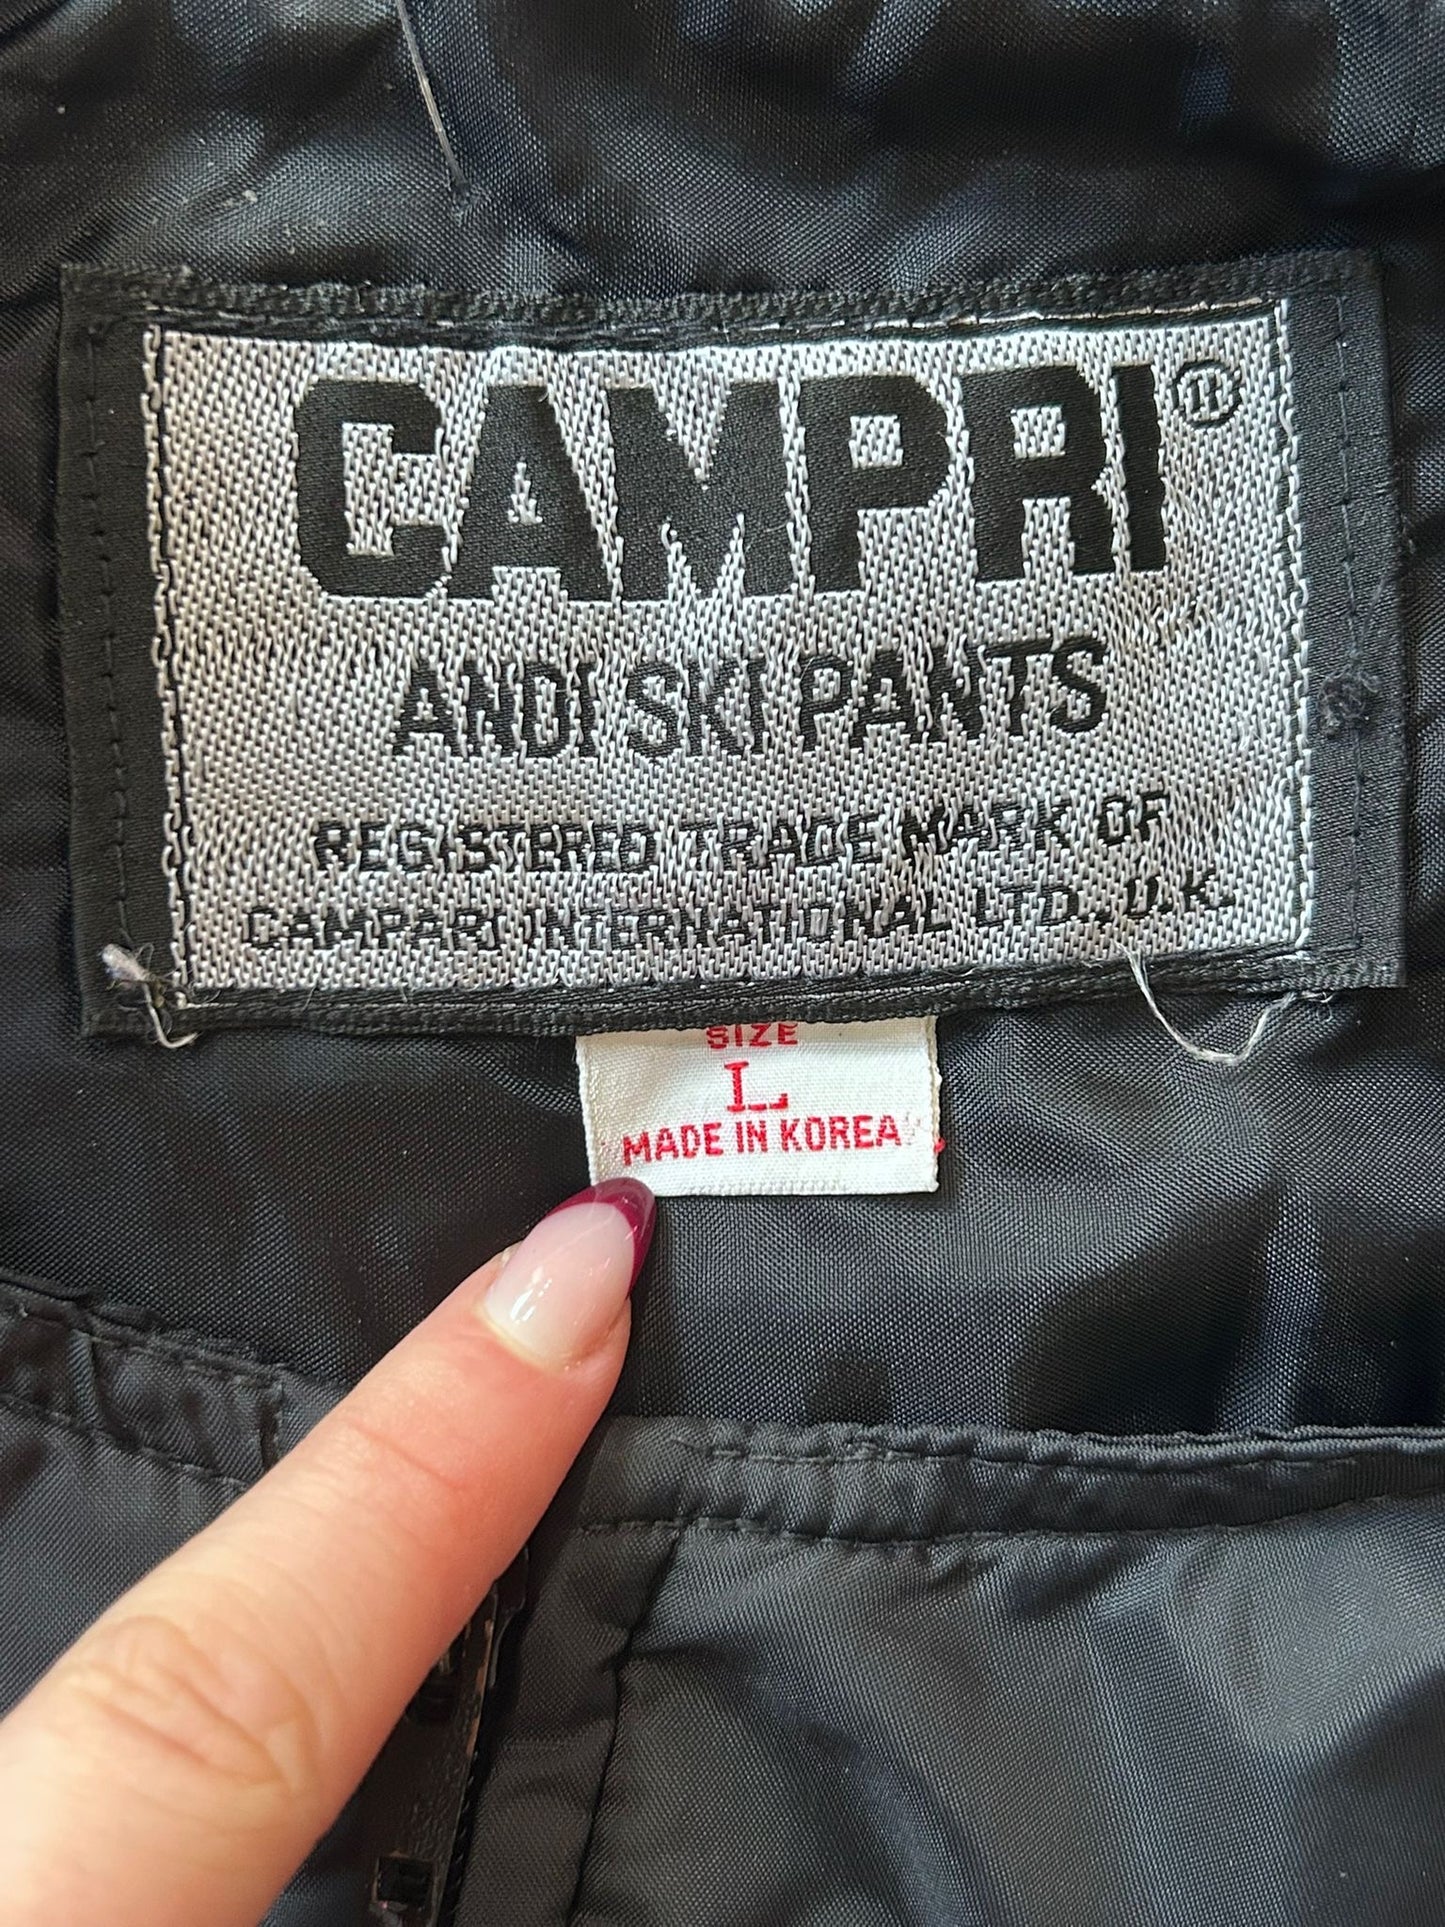 CAMPRI®
ANDI SKI PANTS
REGISTERED TRADE MARK OF
CAMPARI INTERNATIONAL LTD., U.K.
SIZE
L
MADE IN KOREA